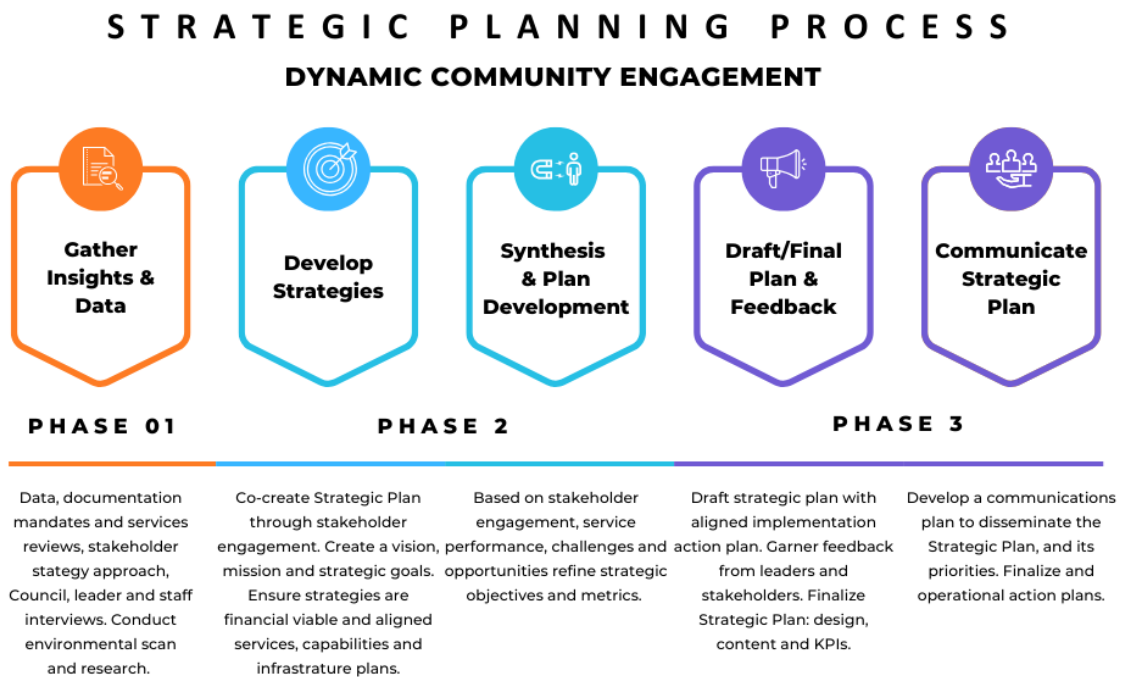 STRATEGIC PLANNING PROCESS
DYNAMIC COMMUNITY ENGAGEMENT
Gather
Insights &
Data
Develop
Strategies
Synthesis
& Plan
Development
Draft/Final
Plan &
Feedback
Communicate
Strategic
Plan
PHASE 01
PHASE 2
PHASE 3
Data, documentation
mandates and services
reviews, stakeholder
stategy approach,
Council, leader and staff
interviews. Conduct
environmental scan
and research.
Co-create Strategic Plan
through stakeholder
engagement. Create a vision,
mission and strategic goals.
Ensure strategies are
financial viable and aligned
services, capabilities and
infrastrature plans.
Based on stakeholder
engagement, service
performance, challenges and
opportunities refine strategic
objectives and metrics.
Draft strategic plan with
aligned implementation
action plan. Garner feedback
from leaders and
stakeholders. Finalize
Strategic Plan: design,
content and KPIs.
Develop a communications
plan to disseminate the
Strategic Plan, and its
priorities. Finalize and
operational action plans.